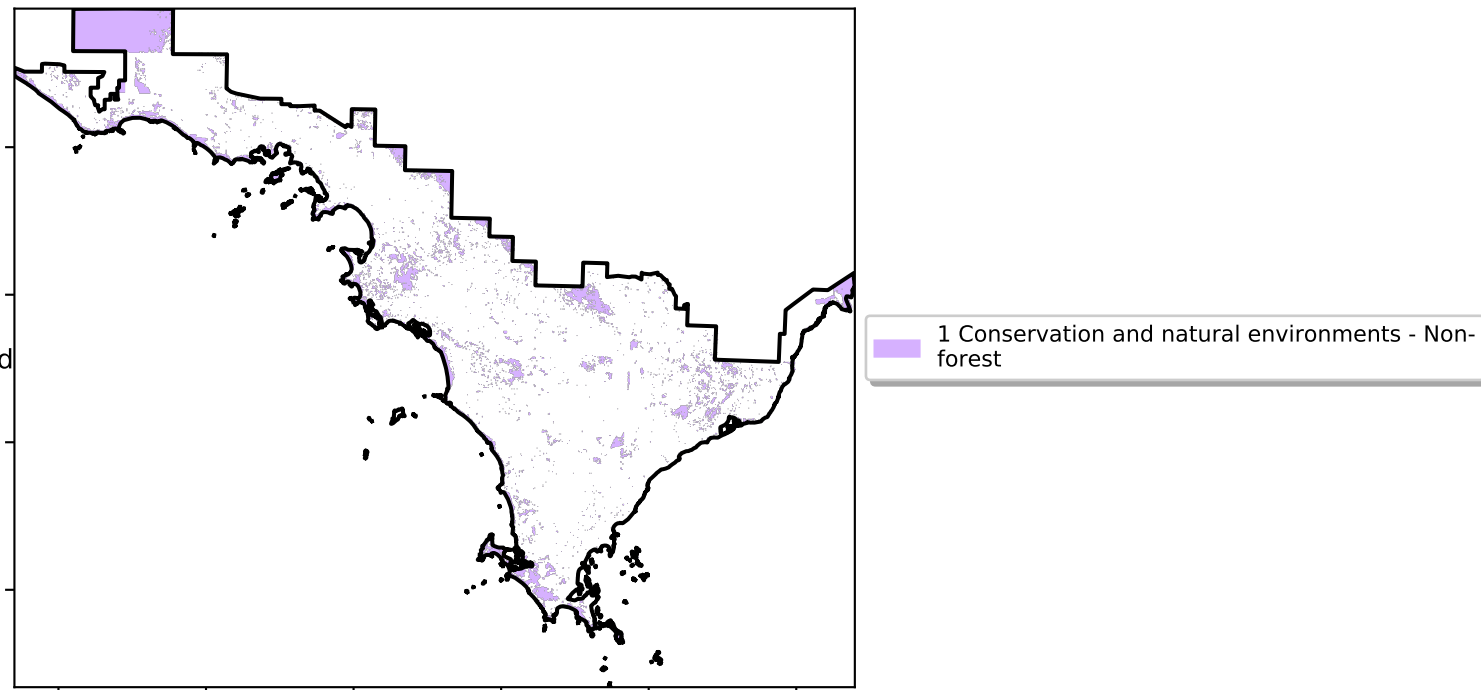 d
1 Conservation and natural environments - Non-
forest